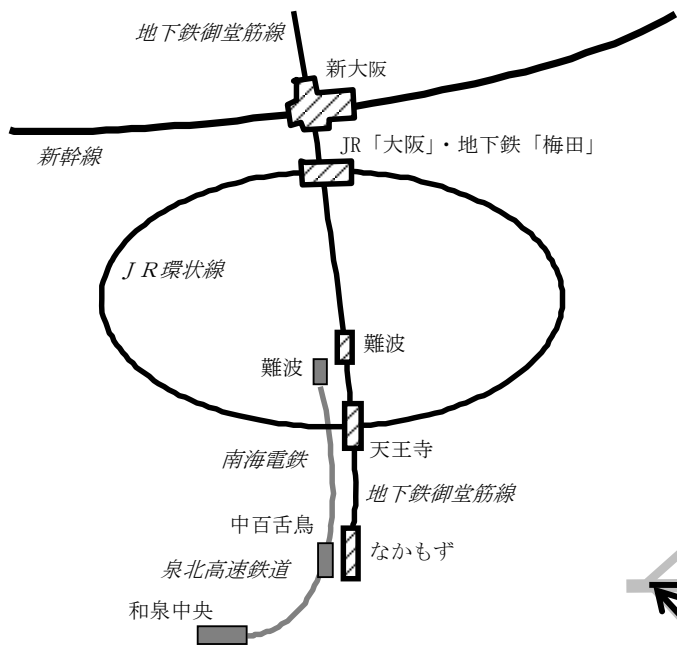 地下鉄御堂筋線
新大阪
新幹線
JR「大阪」・地下鉄「梅田」
ＪＲ環状線
難波
難波
天王寺
南海電鉄
地下鉄御堂筋線
中百舌鳥
なかもず
泉北高速鉄道
和泉中央